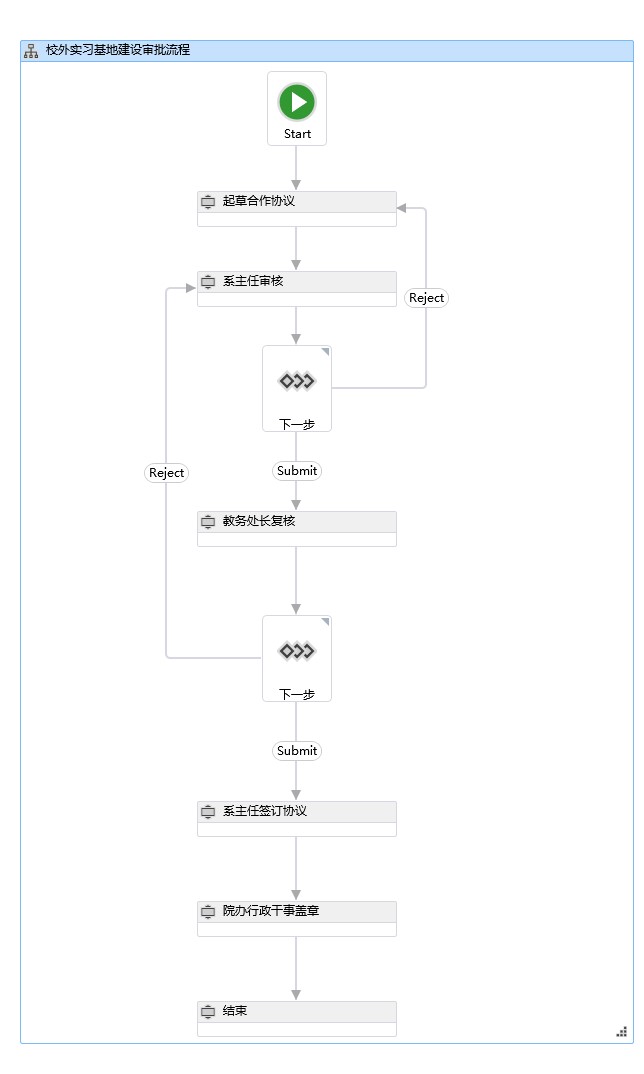 校外实习基地建设审批流程
Start
起草合作协议
系主任审核
Reject
下一步
Submit
Reject
教务处长复核
下一步
Submit
系主任签订协议
院办行政干事盖章
结束